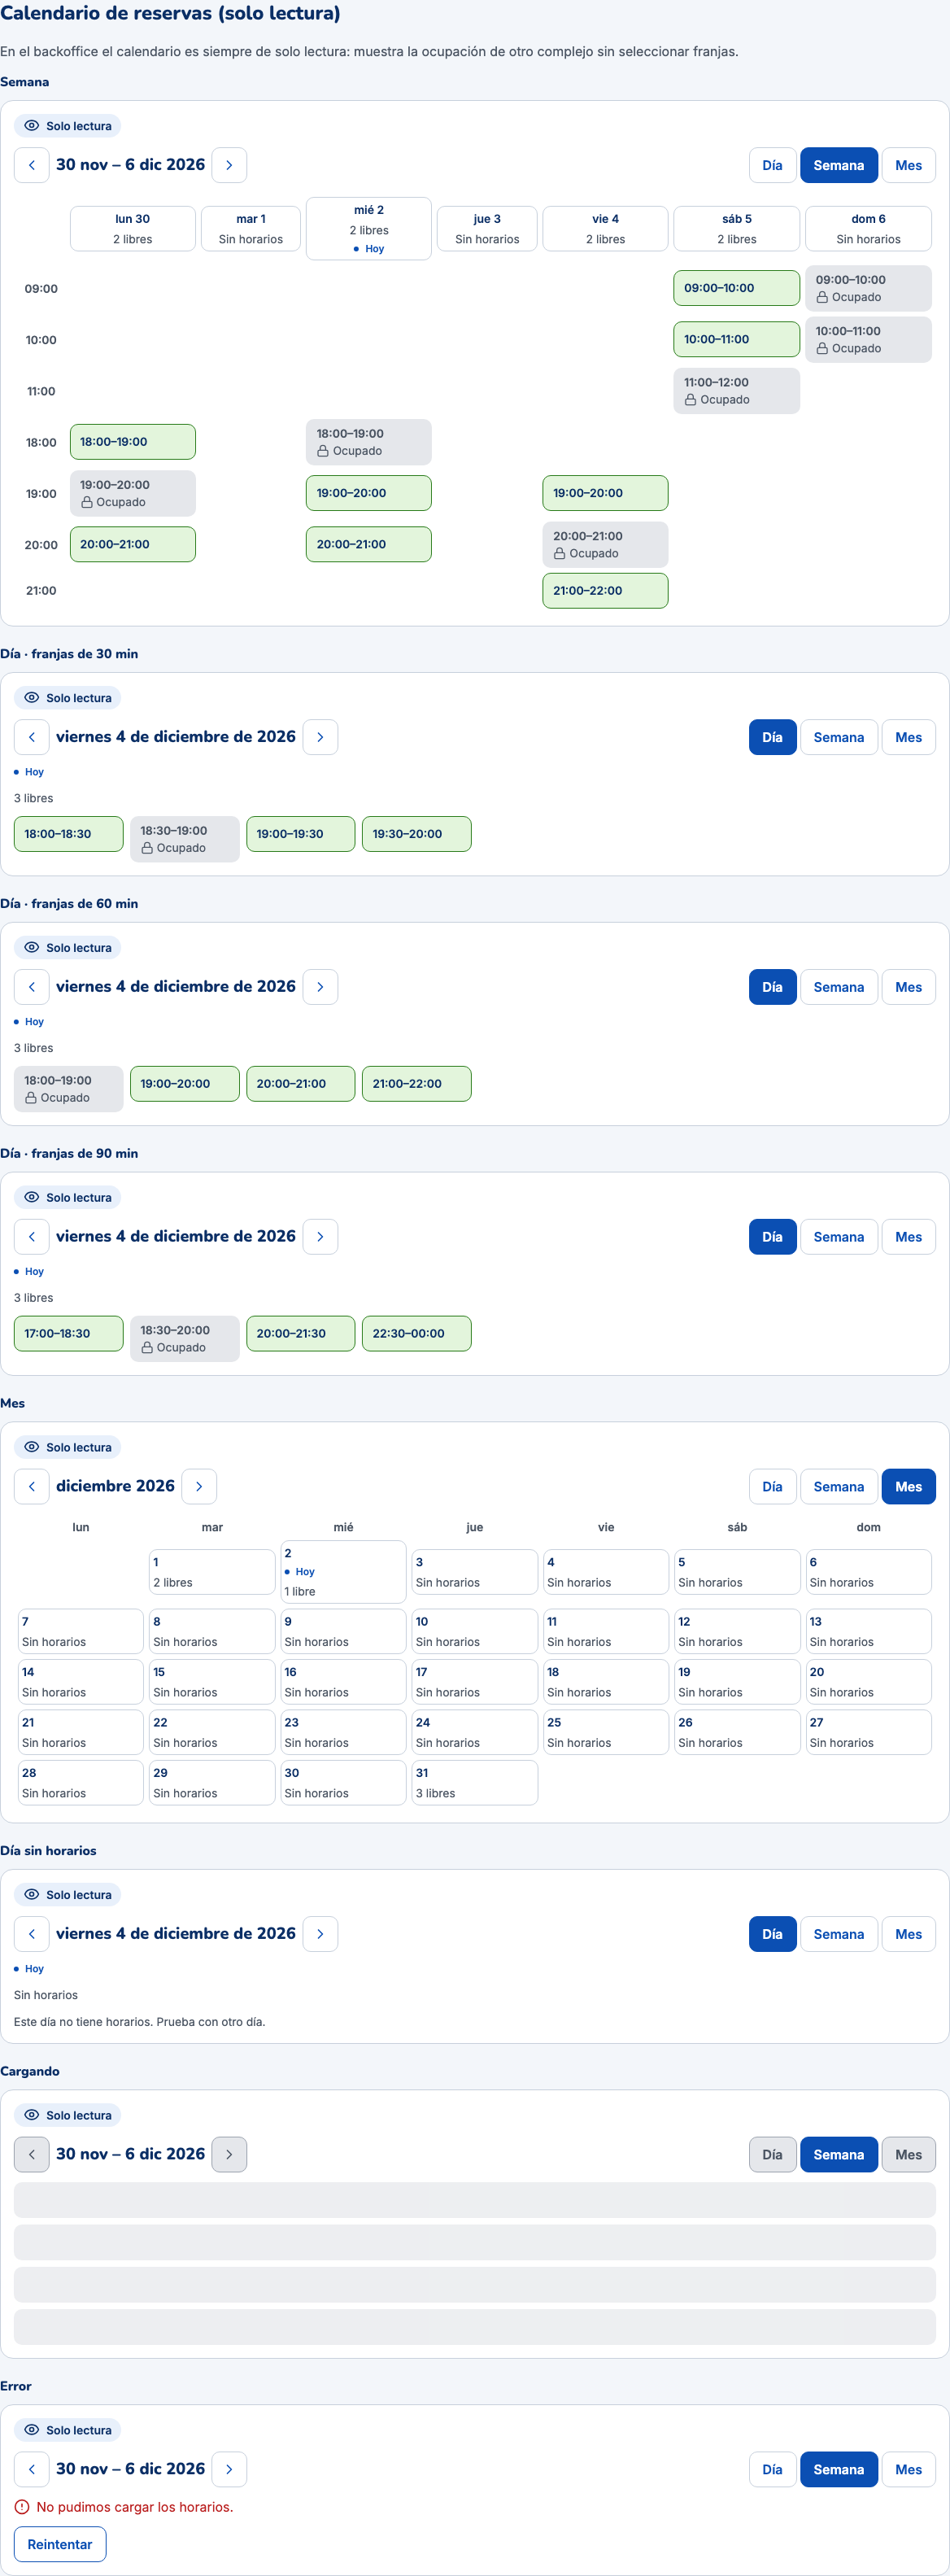 Calendario de reservas (solo lectura)
En el backoffice el calendario es siempre de solo lectura: muestra la ocupación de otro complejo sin seleccionar franjas.
Semana
Solo lectura
30 nov – 6 dic 2026
Día Semana Mes
lun 30 mar 1 mié 2 jue 3 vie 4 sáb 5 dom 6
2 libres Sin horarios 2 libres Sin horarios 2 libres 2 libres Sin horarios
Hoy
09:00 09:00–10:00 09:00–10:00
Ocupado
10:00 10:00–11:00 10:00–11:00
Ocupado
11:00 11:00–12:00
Ocupado
18:00 18:00–19:00 18:00–19:00
Ocupado
19:00 19:00–20:00 19:00–20:00 19:00–20:00
Ocupado
20:00 20:00–21:00 20:00–21:00 20:00–21:00
Ocupado
21:00 21:00–22:00
Día · franjas de 30 min
Solo lectura
viernes 4 de diciembre de 2026
Día Semana Mes
Hoy
3 libres
18:00–18:30 18:30–19:00 19:00–19:30 19:30–20:00
Ocupado
Día · franjas de 60 min
Solo lectura
viernes 4 de diciembre de 2026
Día Semana Mes
Hoy
3 libres
18:00–19:00 19:00–20:00 20:00–21:00 21:00–22:00
Ocupado
Día · franjas de 90 min
Solo lectura
viernes 4 de diciembre de 2026
Día Semana Mes
Hoy
3 libres
17:00–18:30 18:30–20:00 20:00–21:30 22:30–00:00
Ocupado
Mes
Solo lectura
diciembre 2026
Día Semana Mes
lun mar mié jue vie sáb dom
1 2 3 4 5 6
Hoy
2 libres 1 libre Sin horarios Sin horarios Sin horarios Sin horarios
7 8 9 10 11 12 13
Sin horarios Sin horarios Sin horarios Sin horarios Sin horarios Sin horarios Sin horarios
14 15 16 17 18 19 20
Sin horarios Sin horarios Sin horarios Sin horarios Sin horarios Sin horarios Sin horarios
21 22 23 24 25 26 27
Sin horarios Sin horarios Sin horarios Sin horarios Sin horarios Sin horarios Sin horarios
28 29 30 31
Sin horarios Sin horarios Sin horarios 3 libres
Día sin horarios
Solo lectura
viernes 4 de diciembre de 2026
Día Semana Mes
Hoy
Sin horarios
Este día no tiene horarios. Prueba con otro día.
Cargando
Solo lectura
30 nov – 6 dic 2026
Día Semana Mes
Error
Solo lectura
30 nov – 6 dic 2026
Día Semana Mes
No pudimos cargar los horarios.
Reintentar